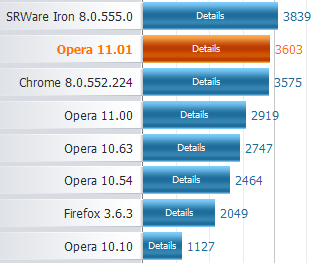 SRWare Iron 8.0.555.0 Details 3839
Opera 11.01 Details 3603
Chrome 8.0.552.224 Details 3575
Opera 11.00 Details 2919
Opera 10.63 Details 2747
Opera 10.54 Details 2464
Firefox 3.6.3 Details 2049
Opera 10.10 Details 1127